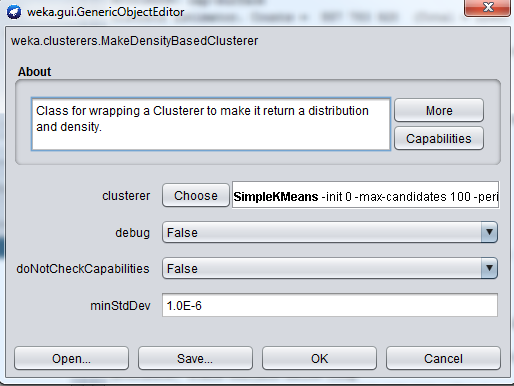 weka.gui.GenericObjectEditor
weka.clusterers.MakeDensityBasedClusterer
About
Class for wrapping a Clusterer to make it return a distribution
and density.
More
Capabilities
clusterer Choose SimpleKMeans -init 0 -max-candidates 100 -peri
debug False
doNotCheckCapabilities False
minStdDev 1.0E-6
Open... Save... OK Cancel